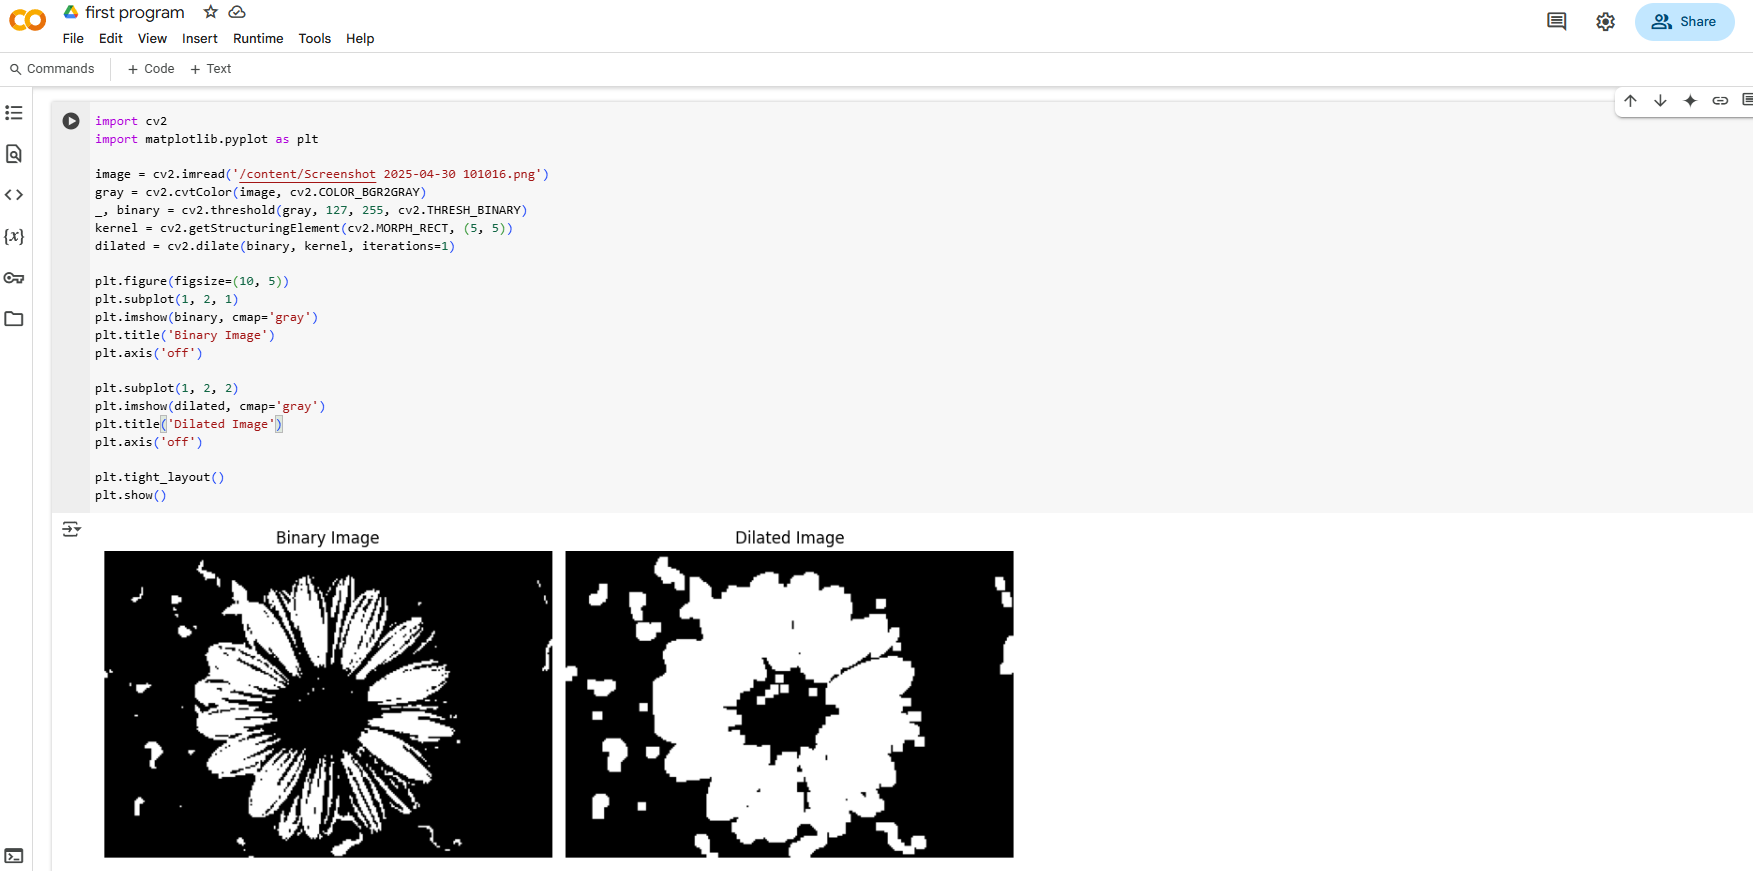 first program
File Edit View Insert Runtime Tools Help
Share
Commands + Code + Text
import cv2
import matplotlib.pyplot as plt
image = cv2.imread('/content/Screenshot 2025-04-30 101016.png')
gray = cv2.cvtColor(image, cv2.COLOR_BGR2GRAY)
_, binary = cv2.threshold(gray, 127, 255, cv2.THRESH_BINARY)
kernel = cv2.getStructuringElement(cv2.MORPH_RECT, (5, 5))
dilated = cv2.dilate(binary, kernel, iterations=1)
plt.figure(figsize=(10, 5))
plt.subplot(1, 2, 1)
plt.imshow(binary, cmap='gray')
plt.title('Binary Image')
plt.axis('off')
plt.subplot(1, 2, 2)
plt.imshow(dilated, cmap='gray')
plt.title('Dilated Image')
plt.axis('off')
plt.tight_layout()
plt.show()
Binary Image Dilated Image